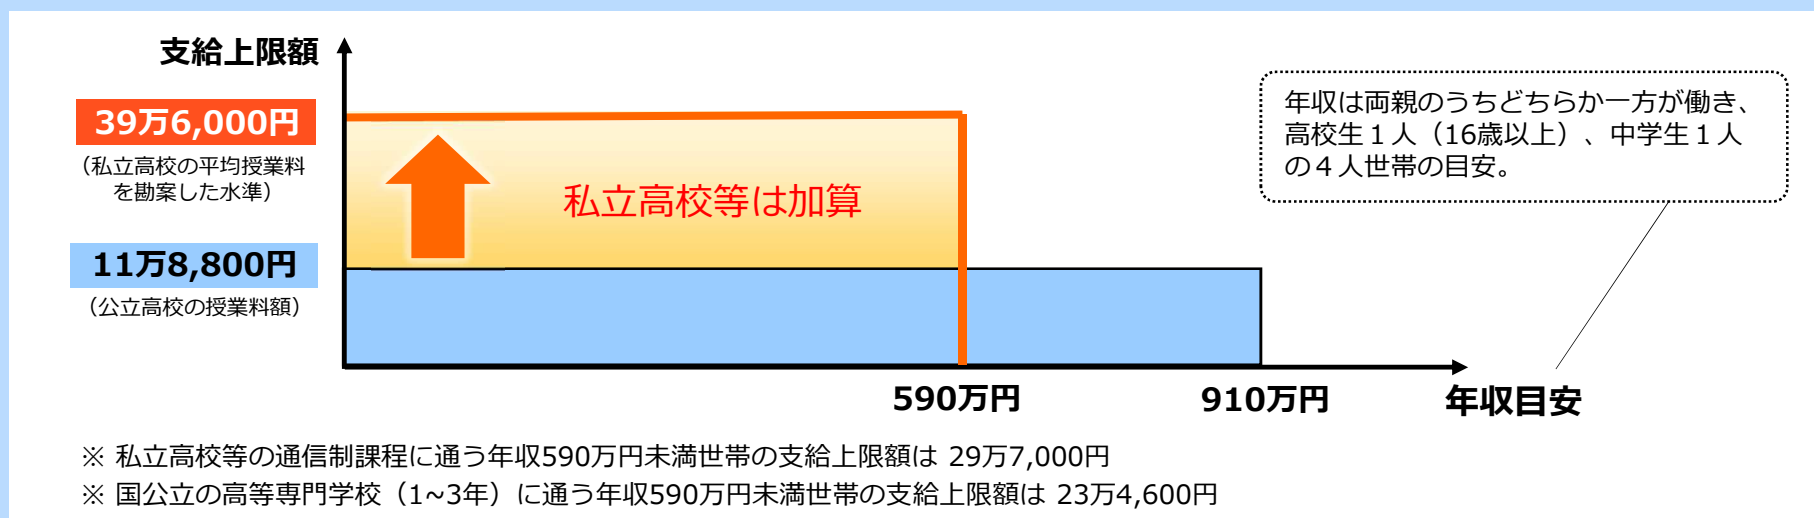 支給上限額
39万6,000円
（私立高校の平均授業料
を勘案した水準）
11万8,800円
（公立高校の授業料額）
私立高校等は加算
年収は両親のうちどちらか一方が働き、
高校生１人（16歳以上）、中学生１人
の４人世帯の目安。
590万円
910万円
年収目安
※ 私立高校等の通信制課程に通う年収590万円未満世帯の支給上限額は 29万7,000円
※ 国公立の高等専門学校（1~3年）に通う年収590万円未満世帯の支給上限額は 23万4,600円